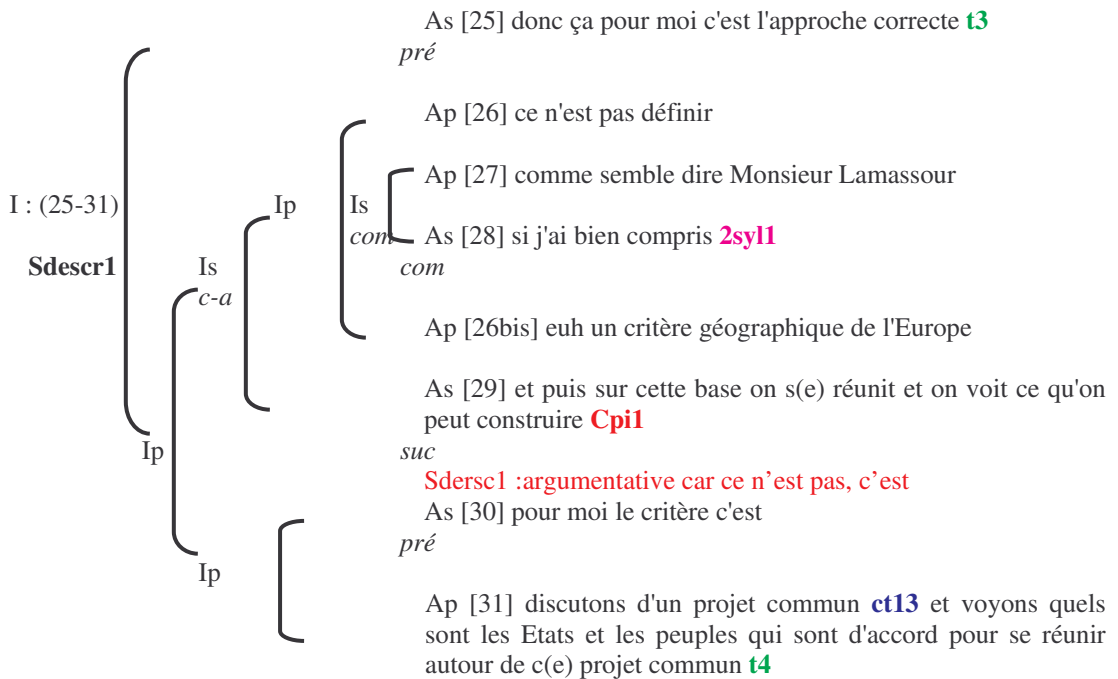 As [25] donc ça pour moi c'est l'approche correcte t3
pré
Ap [26] ce n'est pas définir
Ap [27] comme semble dire Monsieur Lamassour
I : (25-31) Ip Is
com As [28] si j'ai bien compris 2syl1
Sdescr1 Is com
c-a
Ap [26bis] euh un critère géographique de l'Europe
As [29] et puis sur cette base on s(e) réunit et on voit ce qu'on
peut construire Cpi1
Ip suc
Sdersc1 :argumentative car ce n'est pas, c'est
As [30] pour moi le critère c'est
pré
Ip
Ap [31] discutons d'un projet commun ct13 et voyons quels
sont les Etats et les peuples qui sont d'accord pour se réunir
autour de c(e) projet commun t4